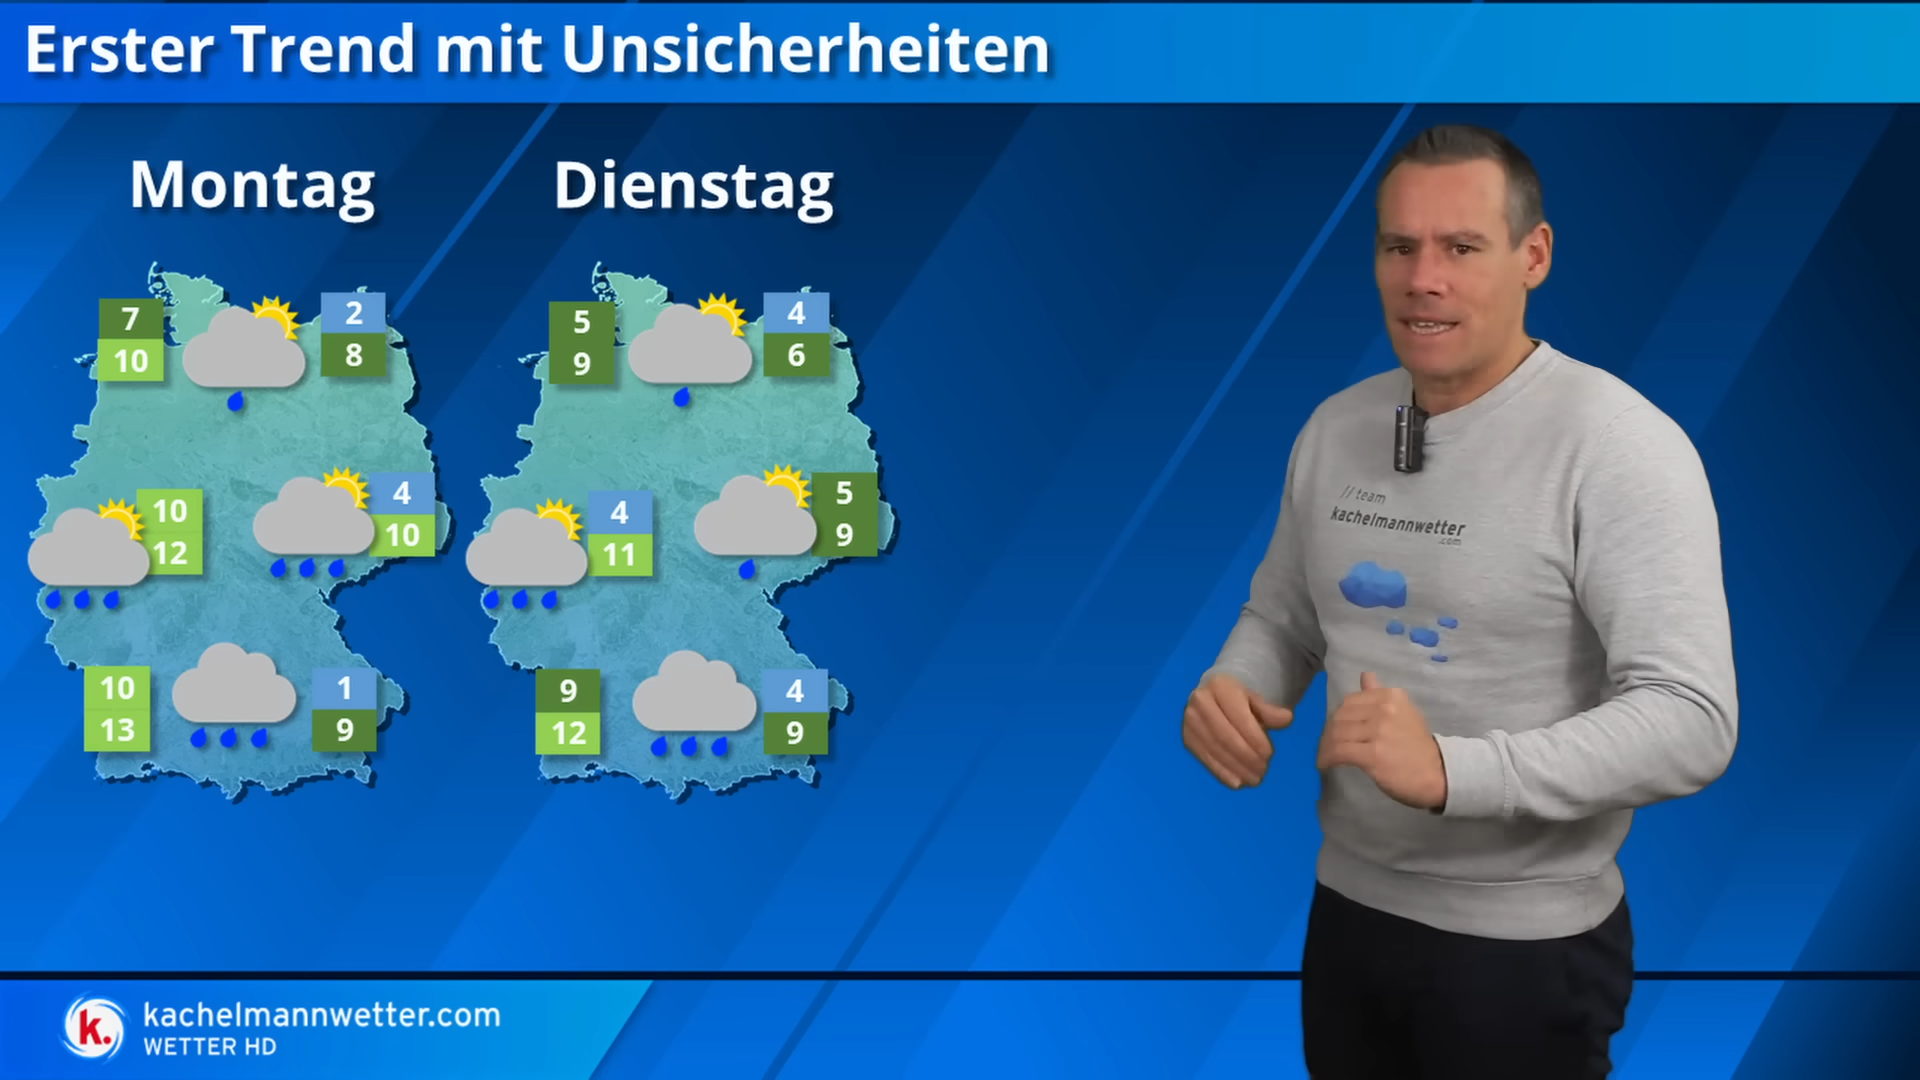 Erster Trend mit Unsicherheiten
Montag
7
10
2
8
10
12
4
10
10
13
1
9
Dienstag
5
9
4
6
4
11
5
9
9
12
4
9
// team
kachelmannwetter
.com
k.
kachelmannwetter.com
WETTER HD